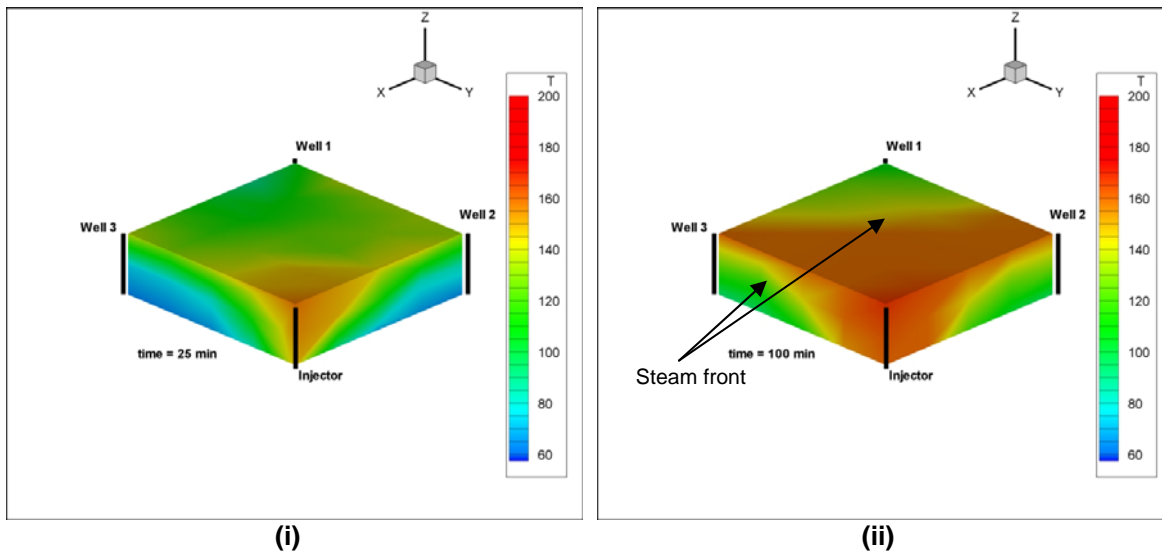 Z
X
Y
T
200
180
160
140
120
100
80
60
Well 1
Well 3
Well 2
time = 25 min
Injector
(i)
Z
X
Y
T
200
180
160
140
120
100
80
60
Well 1
Well 3
Well 2
time = 100 min
Steam front
Injector
(ii)